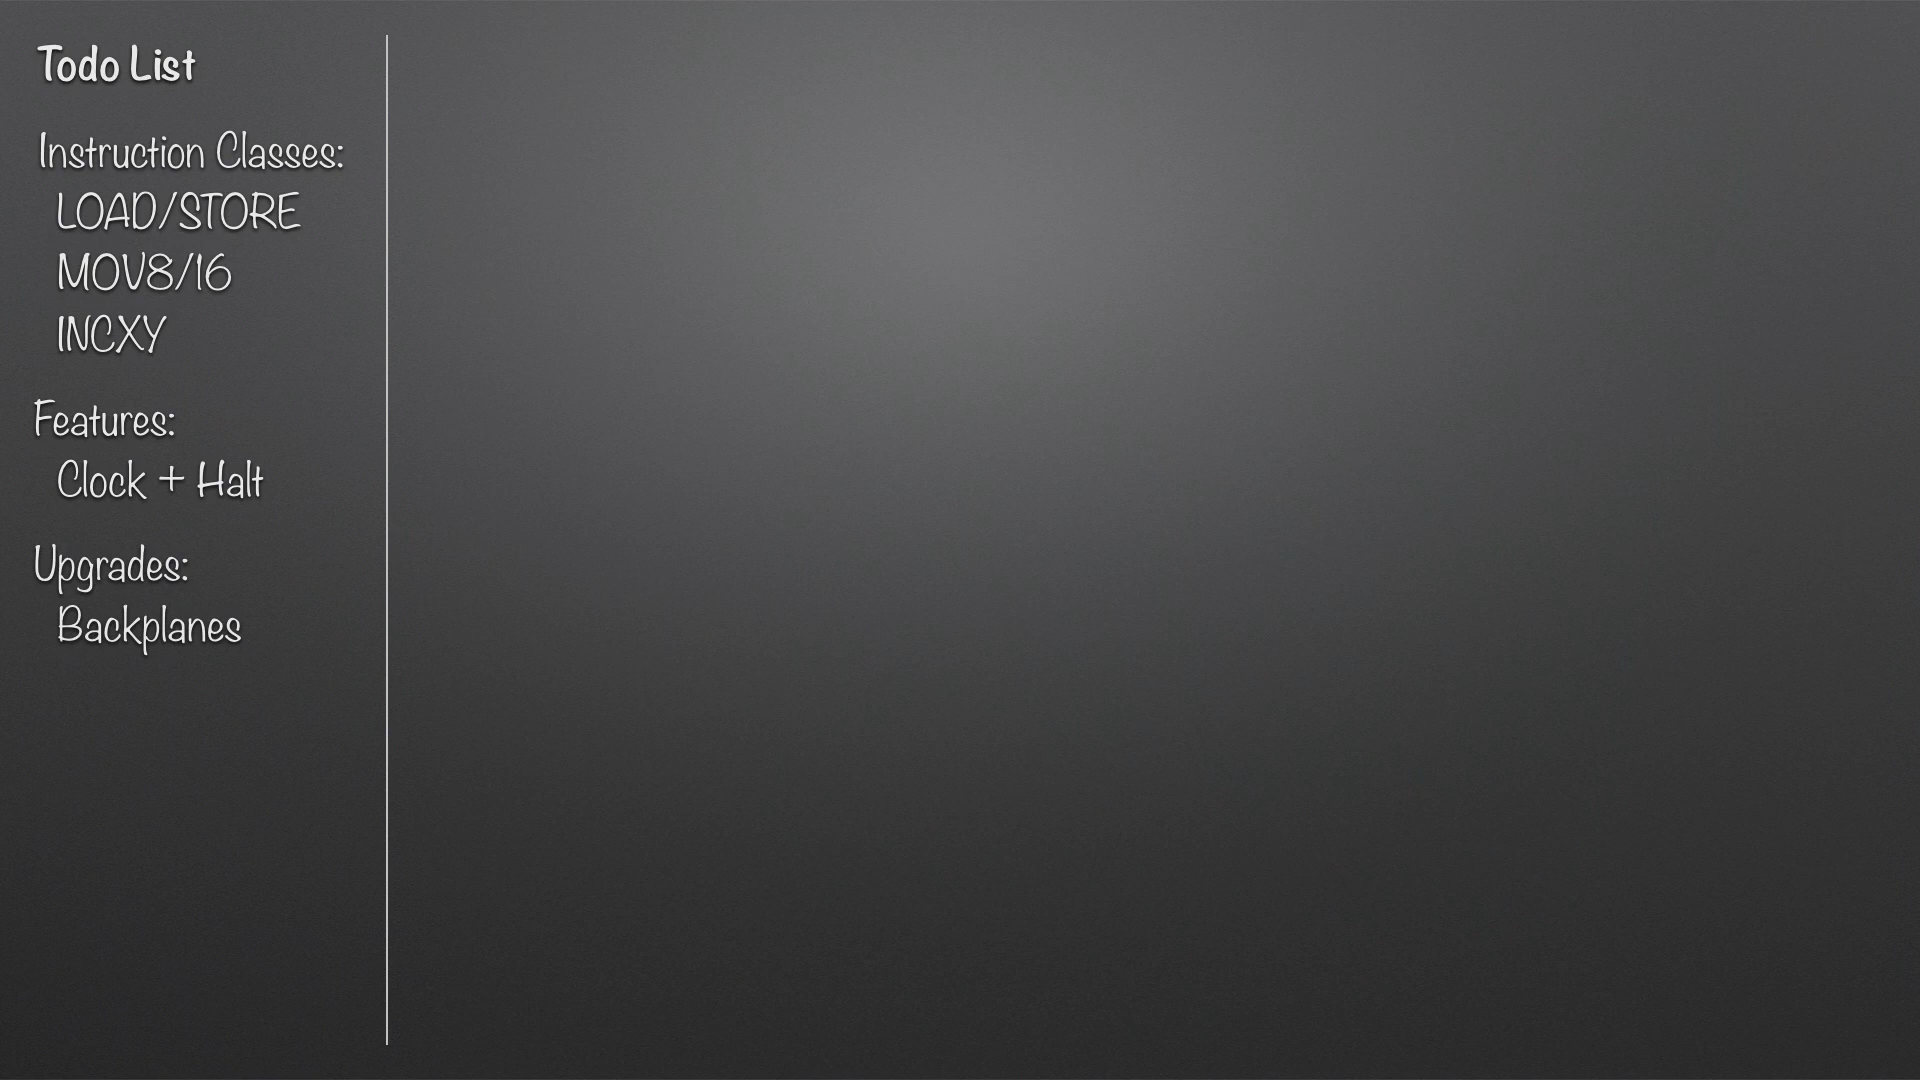 Todo List
Instruction Classes:
LOAD/STORE
MOV8/16
INCXY
Features:
Clock + Halt
Upgrades:
Backplanes